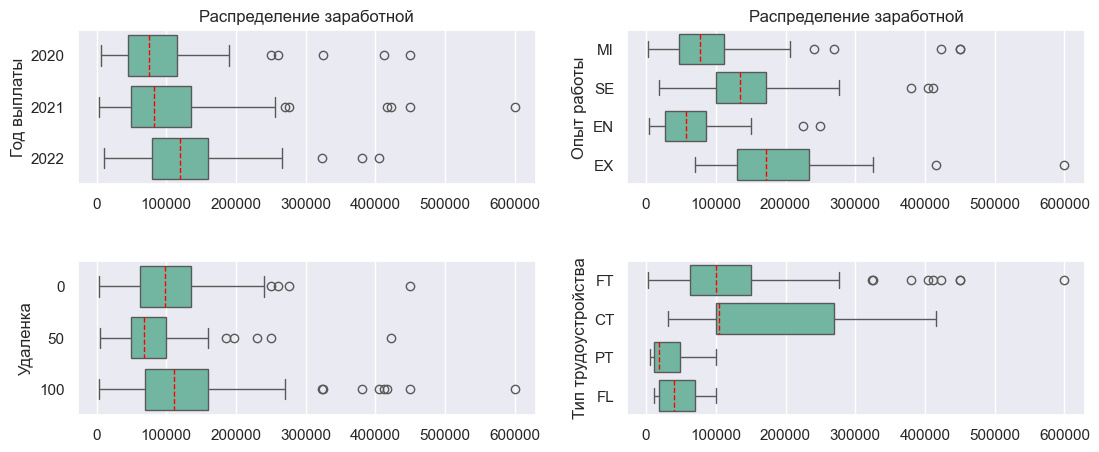 Распределение заработной
Год выплаты
2020
2021
2022
0 100000 200000 300000 400000 500000 600000
Распределение заработной
Опыт работы
MI
SE
EN
EX
0 100000 200000 300000 400000 500000 600000
Удаленка
0
50
100
0 100000 200000 300000 400000 500000 600000
Тип трудоустройства
FT
CT
PT
FL
0 100000 200000 300000 400000 500000 600000